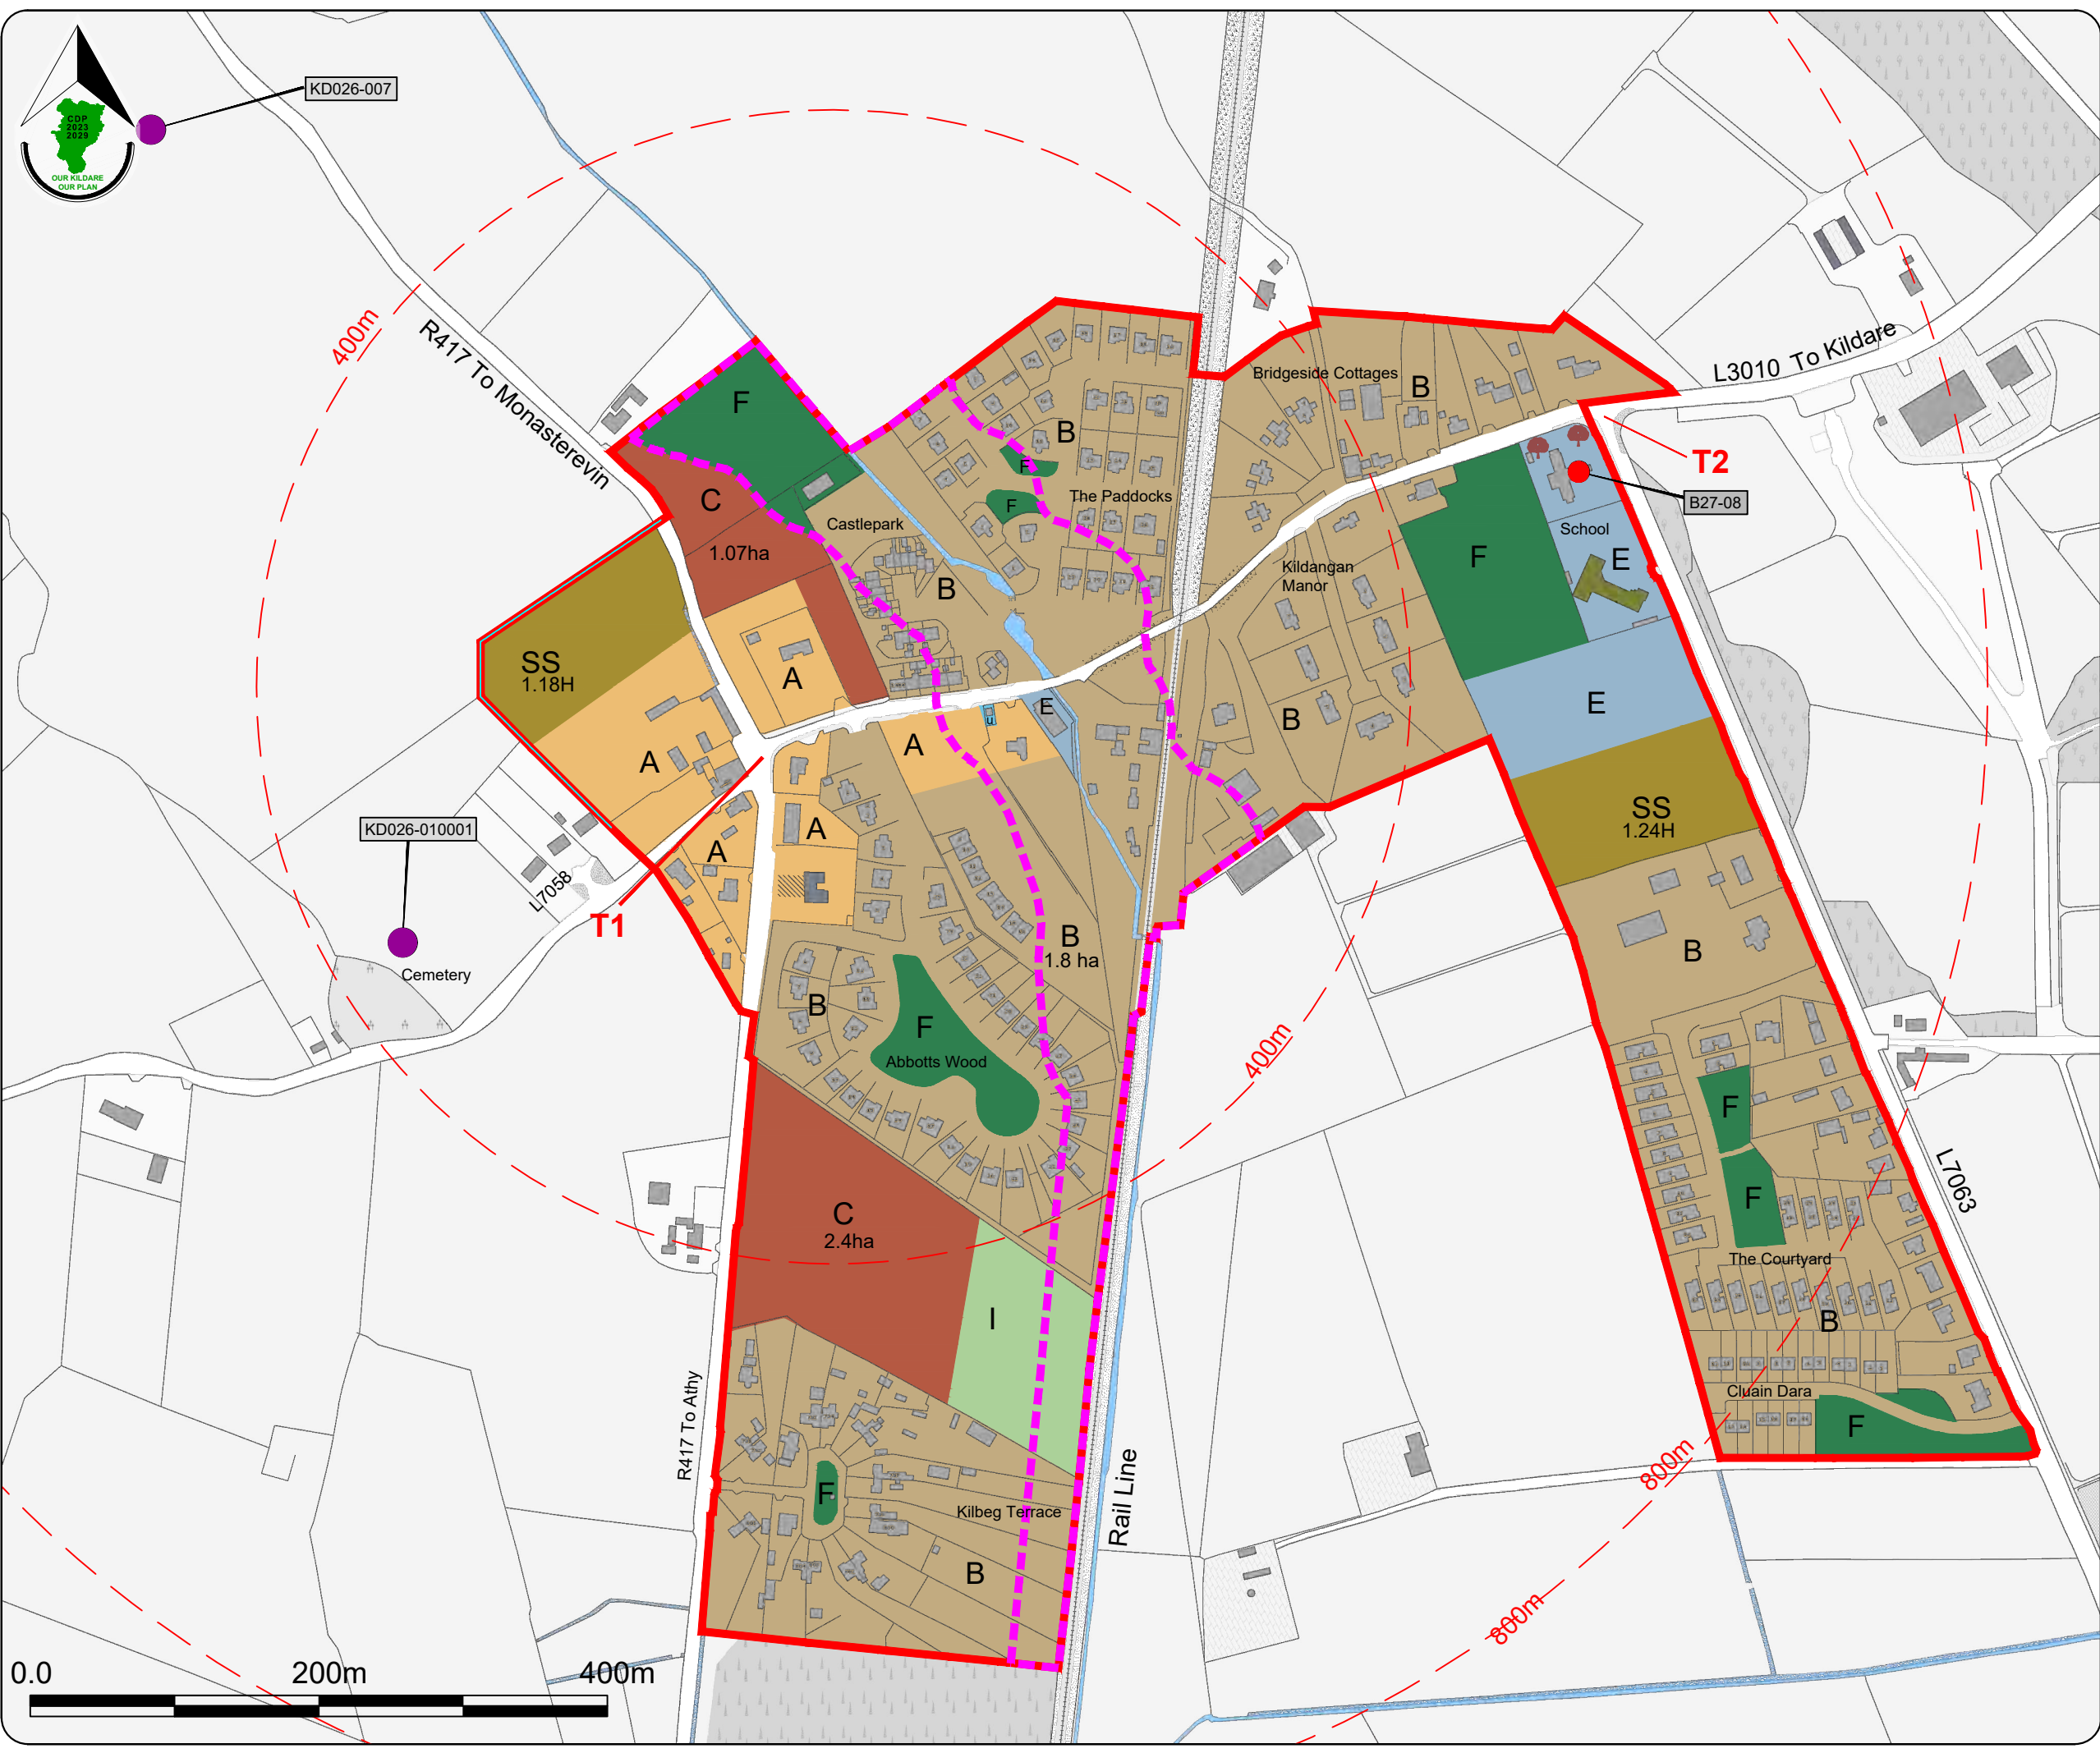 KD026-007
CDP
2023
2029
OUR KILDARE
OUR PLAN
400m
R417 To Monasterevin
F
C
1.07ha
Castlepark
B
F
F
The Paddocks
B
Bridgeside Cottages
B
L3010 To Kildare
T2
B27-08
School
E
F
Kildangan
Manor
B
E
SS
1.24H
SS
1.18H
A
A
A
u
E
A
A
KD026-010001
L7058
T1
Cemetery
B
1.8 ha
B
F
Abbotts Wood
400m
B
F
F
L7063
The Courtyard
B
Cluain Dara
F
C
2.4ha
I
R417 To Athy
F
Kilbeg Terrace
B
Rail Line
800m
800m
0.0
200m
400m